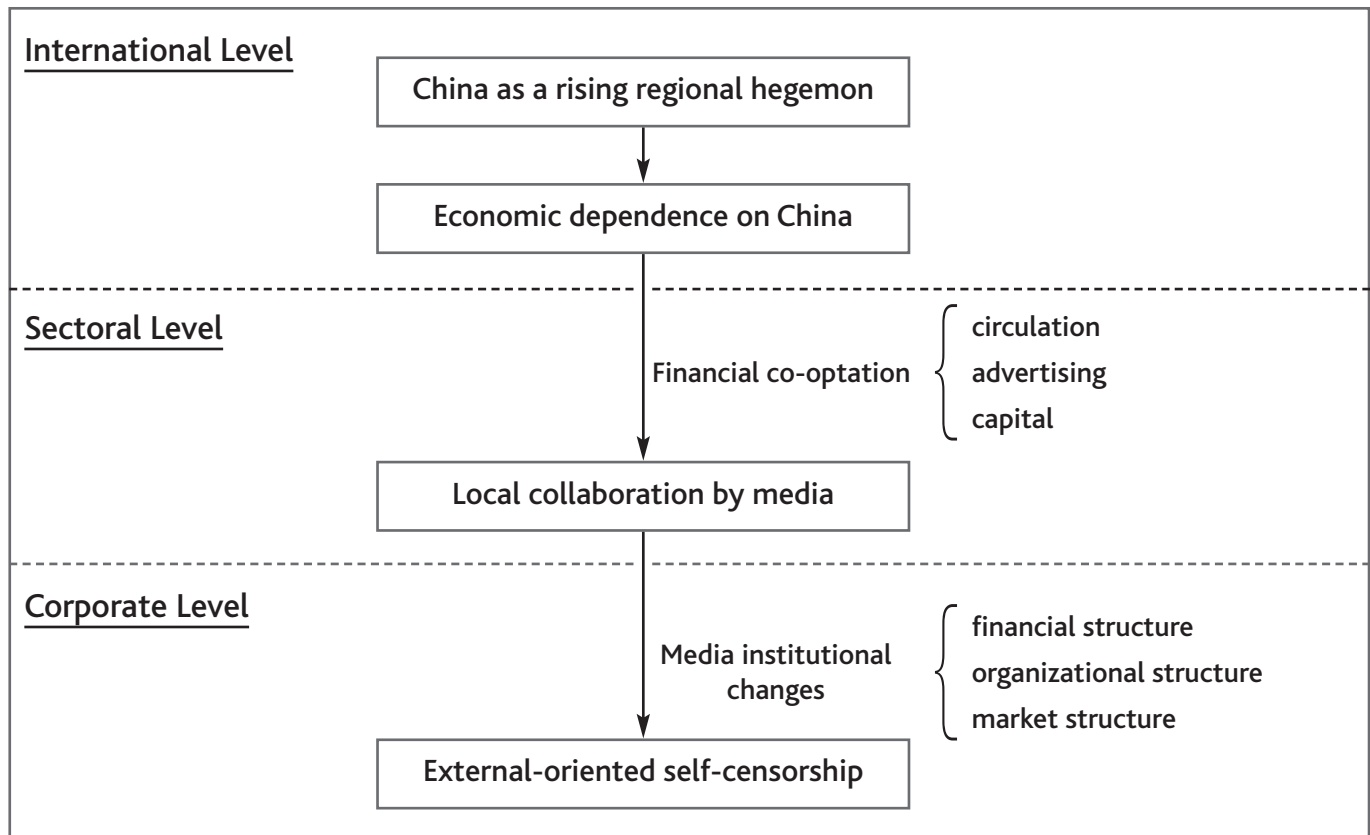 International Level
China as a rising regional hegemon
Economic dependence on China
Sectoral Level
Financial co-optation
circulation
advertising
capital
Local collaboration by media
Corporate Level
Media institutional
changes
financial structure
organizational structure
market structure
External-oriented self-censorship